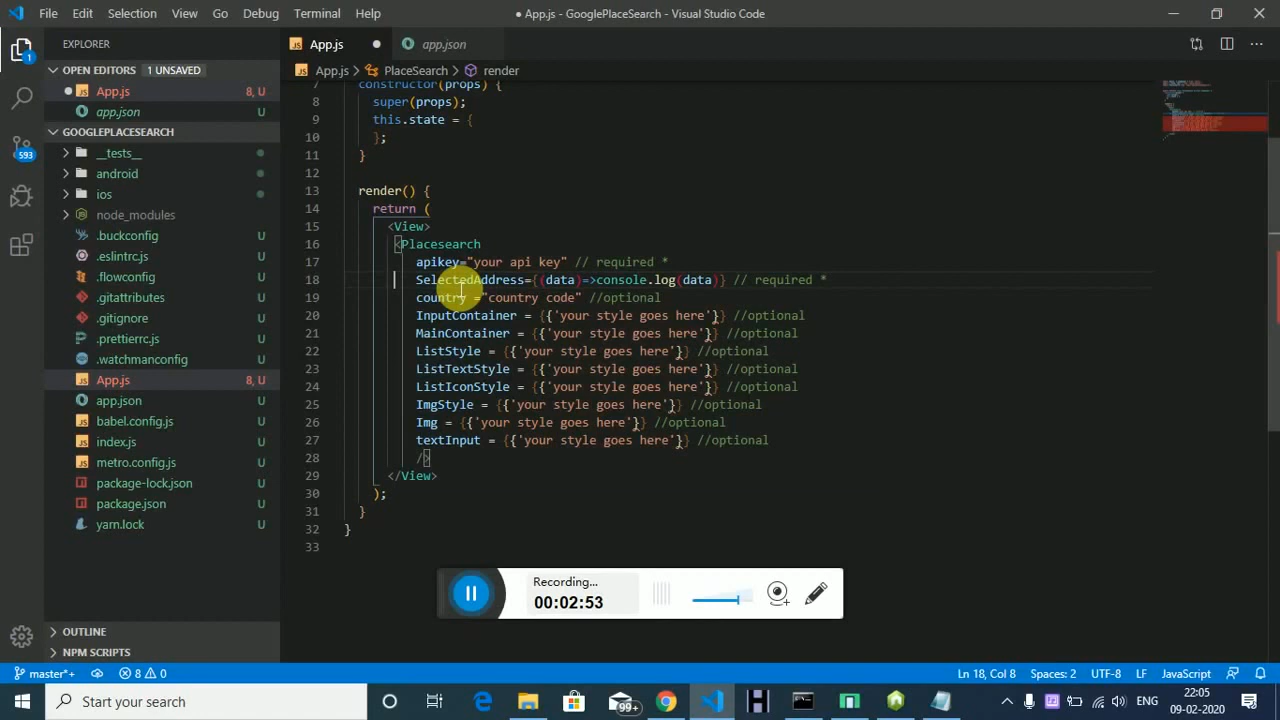 File Edit Selection View Go Debug Terminal Help
● App.js - GooglePlaceSearch - Visual Studio Code
EXPLORER
OPEN EDITORS 1 UNSAVED
App.js 8, U
app.json U
GOOGLEPLACESEARCH
__tests__
android
ios
node_modules
.buckconfig U
.eslintrc.js U
.flowconfig U
.gitattributes U
.gitignore U
.prettierrc.js U
.watchmanconfig U
App.js 8, U
app.json U
babel.config.js U
index.js U
metro.config.js U
package-lock.json U
package.json U
yarn.lock U
OUTLINE
NPM SCRIPTS
1
593
App.js ● app.json
App.js > PlaceSearch > render
7 constructor(props) {
8 super(props);
9 this.state = {
10 };
11 }
12
13 render() {
14 return (
15 <View>
16 <Placesearch
17 apikey="your api key" // required *
18 SelectedAddress={(data)=>console.log(data)} // required *
19 country ="country code" //optional
20 InputContainer = {{'your style goes here'}} //optional
21 MainContainer = {{'your style goes here'}} //optional
22 ListStyle = {{'your style goes here'}} //optional
23 ListTextStyle = {{'your style goes here'}} //optional
24 ListIconStyle = {{'your style goes here'}} //optional
25 ImgStyle = {{'your style goes here'}} //optional
26 Img = {{'your style goes here'}} //optional
27 textInput = {{'your style goes here'}} //optional
28 />
29 </View>
30 );
31 }
32 }
33
Recording...
00:02:53
master*+ 8 0 Ln 18, Col 8 Spaces: 2 UTF-8 LF JavaScript
Start your search
99+
ENG
22:05
09-02-2020